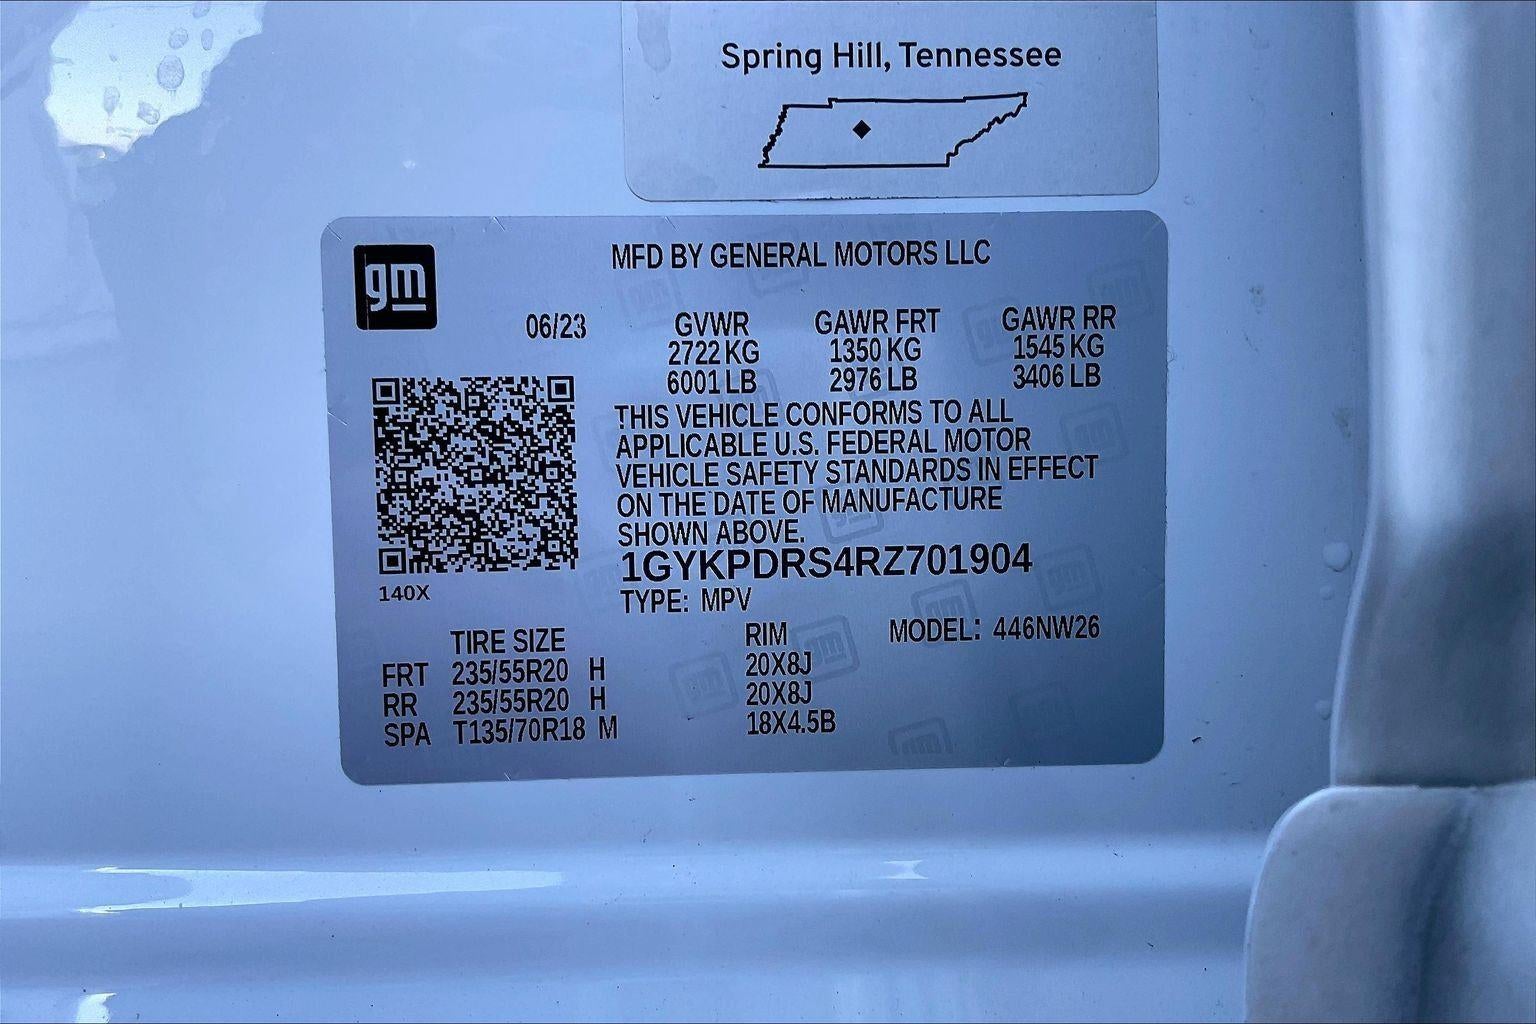 Spring Hill, Tennessee
gm
MFD BY GENERAL MOTORS LLC
06/23 GVWR GAWR FRT GAWR RR
2722 KG 1350 KG 1545 KG
6001 LB 2976 LB 3406 LB
THIS VEHICLE CONFORMS TO ALL
APPLICABLE U.S. FEDERAL MOTOR
VEHICLE SAFETY STANDARDS IN EFFECT
ON THE DATE OF MANUFACTURE
SHOWN ABOVE.
1GYKPDRS4RZ701904
140X
TYPE: MPV
TIRE SIZE RIM MODEL: 446NW26
FRT 235/55R20 H 20X8J
RR 235/55R20 H 20X8J
SPA T135/70R18 M 18X4.5B